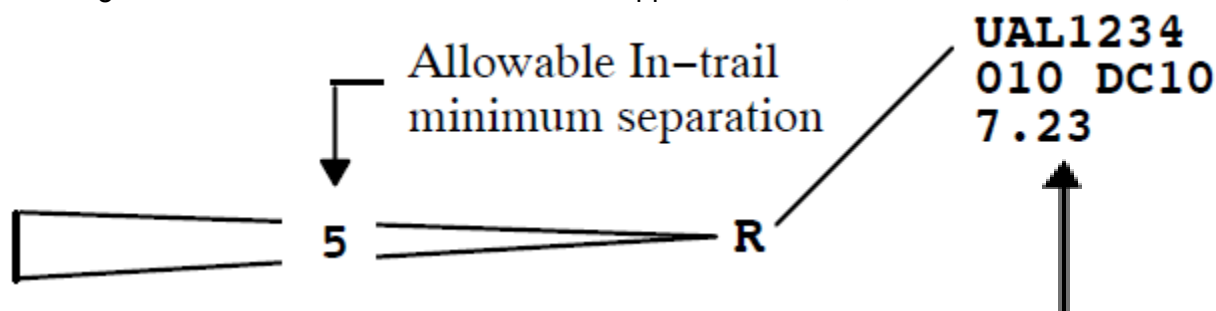 Allowable In–trail
minimum separation
UAL1234
010 DC10
7.23
5
R